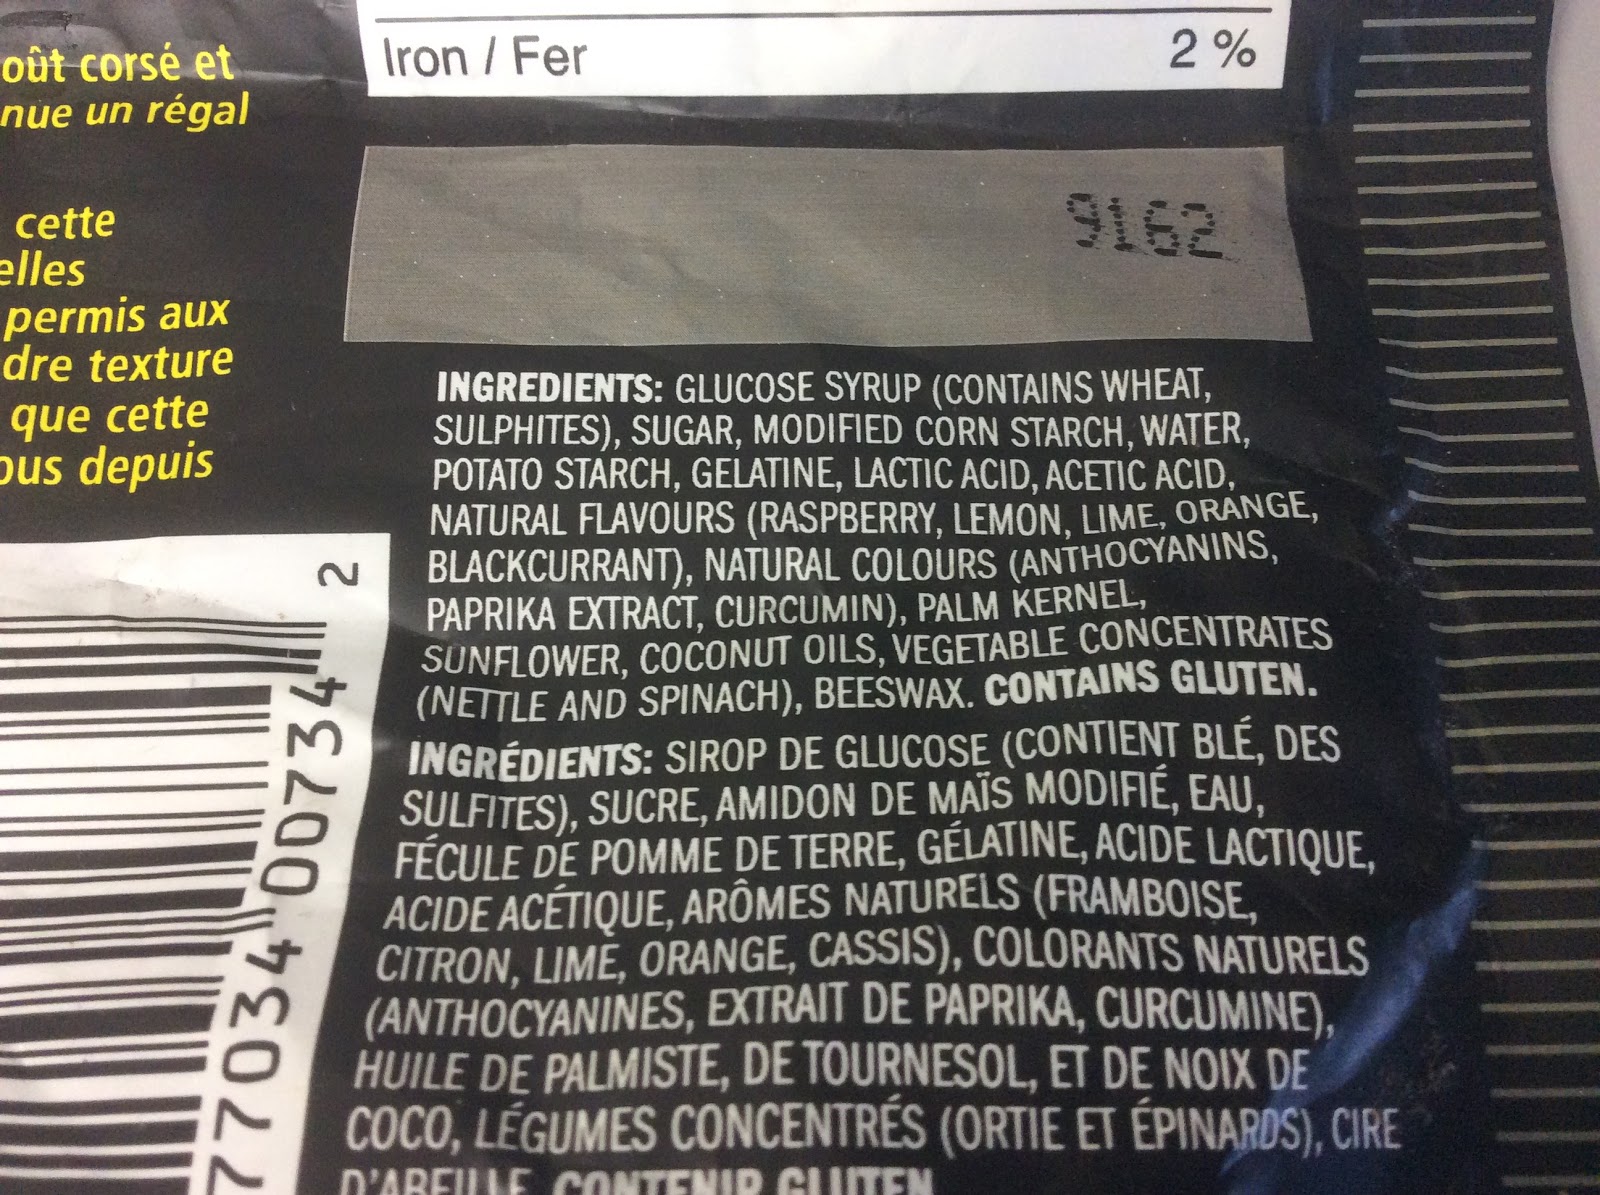 oût corsé et
nue un régal
cette
elles
permis aux
dre texture
que cette
ous depuis
Iron / Fer 2 %
INGREDIENTS: GLUCOSE SYRUP (CONTAINS WHEAT,
SULPHITES), SUGAR, MODIFIED CORN STARCH, WATER,
POTATO STARCH, GELATINE, LACTIC ACID, ACETIC ACID,
NATURAL FLAVOURS (RASPBERRY, LEMON, LIME, ORANGE,
BLACKCURRANT), NATURAL COLOURS (ANTHOCYANINS,
PAPRIKA EXTRACT, CURCUMIN), PALM KERNEL,
SUNFLOWER, COCONUT OILS, VEGETABLE CONCENTRATES
(NETTLE AND SPINACH), BEESWAX. CONTAINS GLUTEN.
INGRÉDIENTS: SIROP DE GLUCOSE (CONTIENT BLÉ, DES
SULFITES), SUCRE, AMIDON DE MAÏS MODIFIÉ, EAU,
FÉCULE DE POMME DE TERRE, GÉLATINE, ACIDE LACTIQUE,
ACIDE ACÉTIQUE, ARÔMES NATURELS (FRAMBOISE,
CITRON, LIME, ORANGE, CASSIS), COLORANTS NATURELS
(ANTHOCYANINES, EXTRAIT DE PAPRIKA, CURCUMINE),
HUILE DE PALMISTE, DE TOURNESOL, ET DE NOIX DE
COCO, LÉGUMES CONCENTRÉS (ORTIE ET ÉPINARDS), CIRE
D'ABEILLE. CONTENIR GLUTEN
77034 00734 2